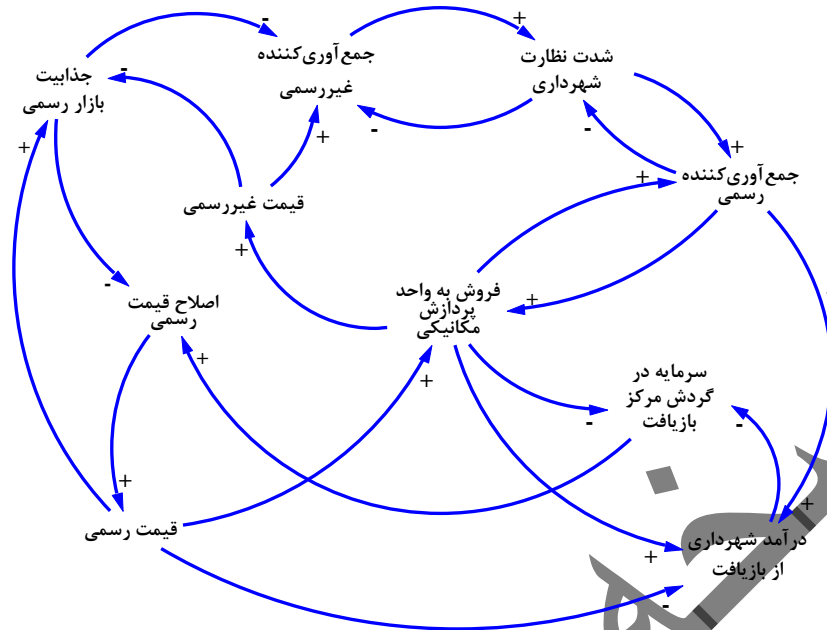 جمع‌آوری‌کننده
غیررسمی
شدت نظارت
شهرداری
جذابیت
بازار رسمی
جمع‌آوری‌کننده
رسمی
قیمت غیررسمی
فروش به واحد
پردازش
مکانیکی
اصلاح قیمت
رسمی
سرمایه در
گردش مرکز
بازیافت
قیمت رسمی
درآمد شهرداری
از بازیافت